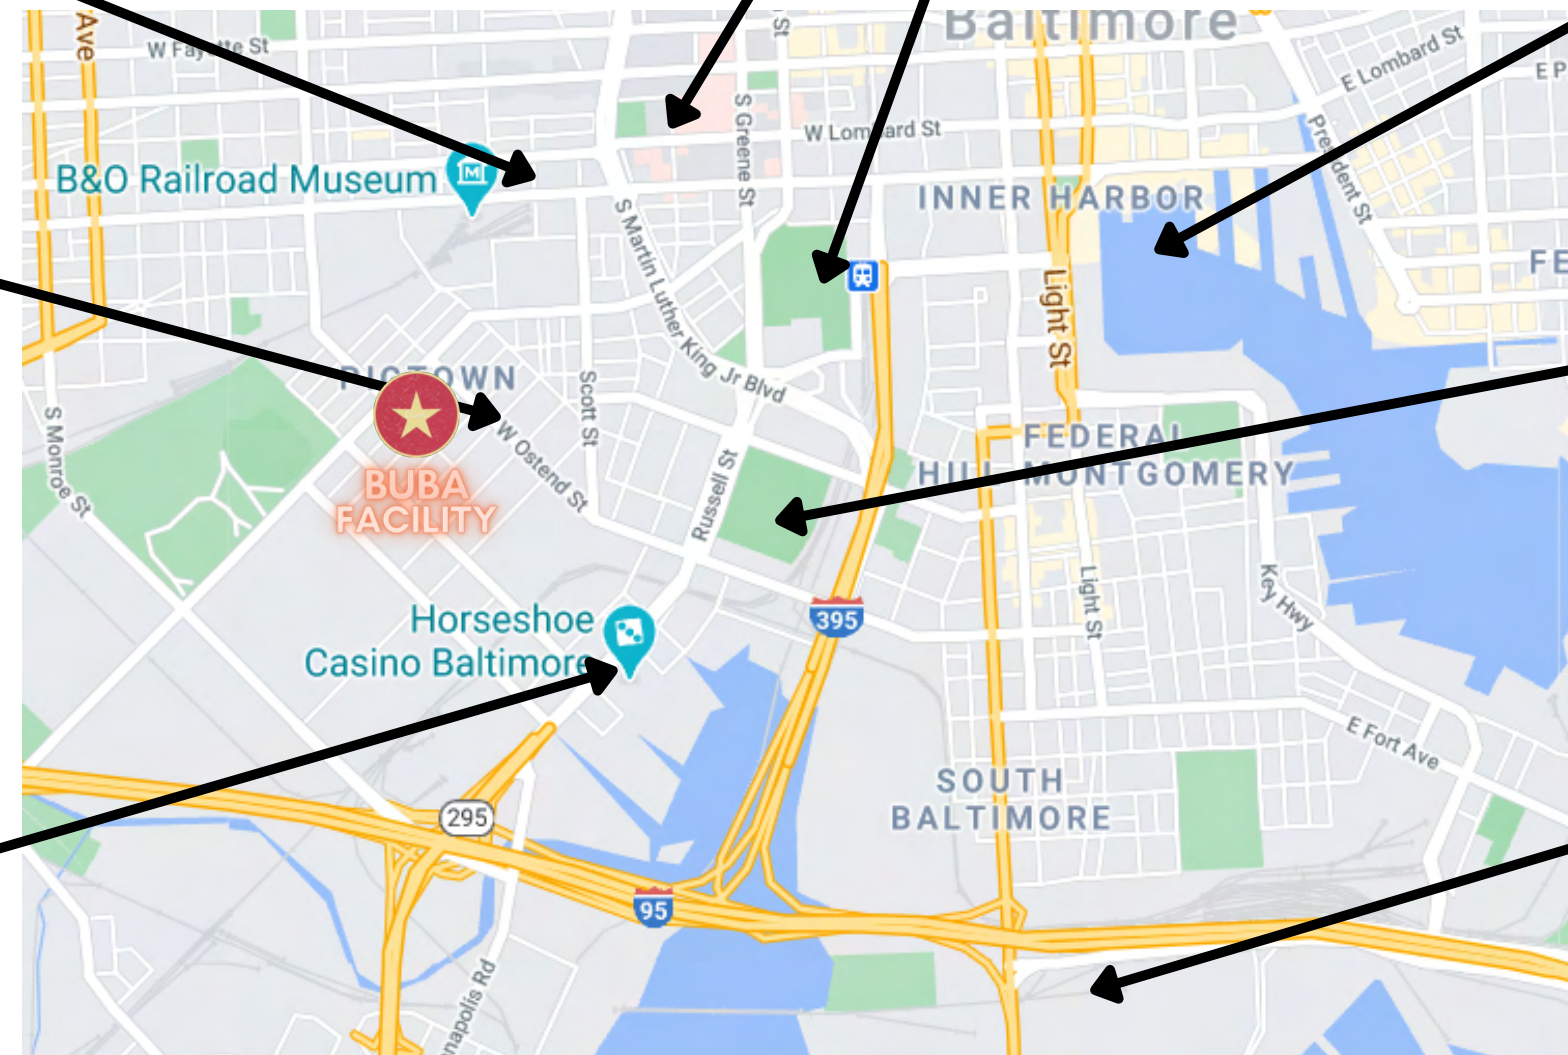 Baltimore
Ave
W Fayette St
St
E Lombard St
E P
S Greene St
W Lombard St
President St
B&O Railroad Museum
INNER HARBOR
S Martin Luther King Jr Blvd
FE
Light St
PIGTOWN
S Monroe St
Scott St
W Ostend St
BUBA
FACILITY
Russell St
FEDERAL
HILL MONTGOMERY
Light St
Key Hwy
395
Horseshoe
Casino Baltimore
E Fort Ave
SOUTH
BALTIMORE
295
95
napolis Rd